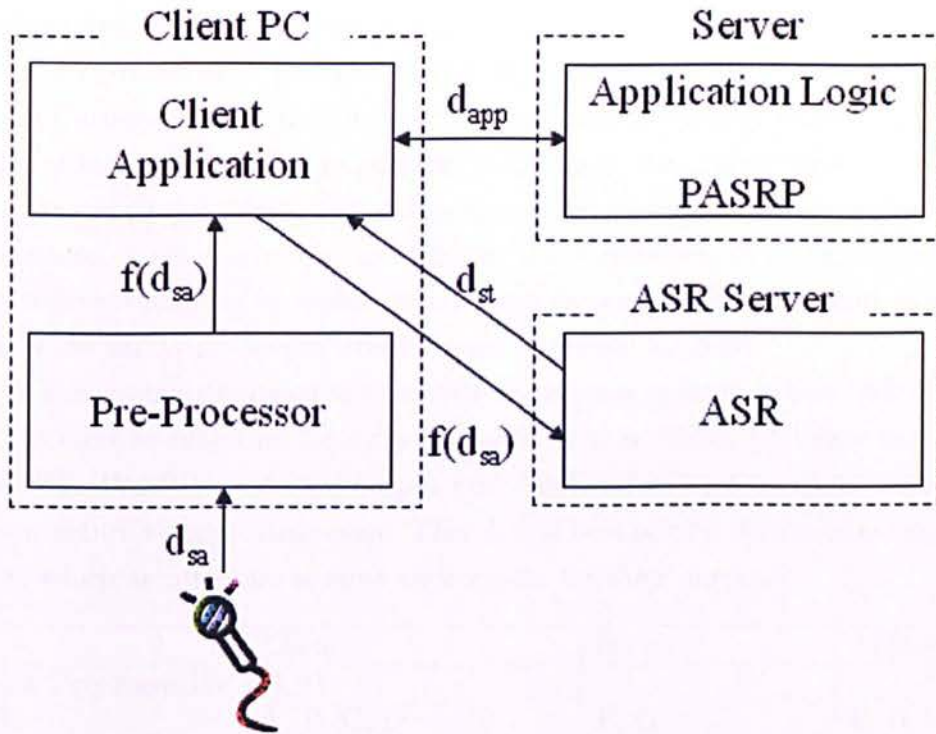 Client PC
Server
Client
Application
d_app
Application Logic
PASRP
f(d_sa)
d_st
ASR Server
Pre-Processor
f(d_sa)
ASR
d_sa